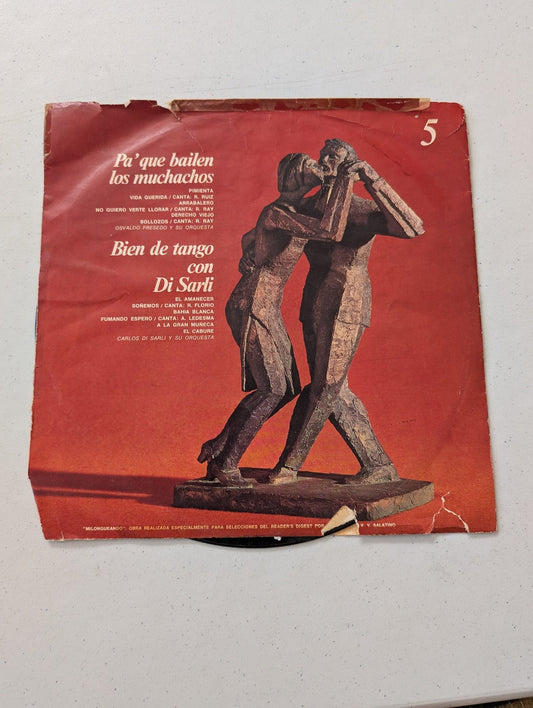 5
Pa' que bailen
los muchachos
PIMIENTA
VIDA QUERIDA / CANTA: R. RUIZ
ARRABALERO
NO QUIERO VERTE LLORAR / CANTA: R. RAY
DERECHO VIEJO
SOLLOZOS / CANTA: R. RAY
OSVALDO FRESEDO Y SU ORQUESTA
Bien de tango
con
Di Sarli
EL AMANECER
SOÑEMOS / CANTA: R. FLORIO
BAHIA BLANCA
FUMANDO ESPERO / CANTA: A. LEDESMA
A LA GRAN MUÑECA
EL CABURE
CARLOS DI SARLI Y SU ORQUESTA
"MILONGUEANDO": OBRA REALIZADA ESPECIALMENTE PARA SELECCIONES DEL READER'S DIGEST POR Y SALATINO